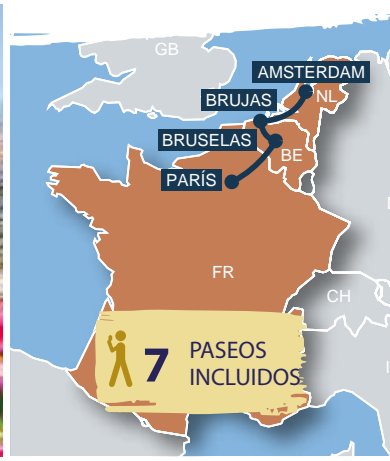 GB
AMSTERDAM
NL
BRUJAS
BRUSELAS
BE
PARÍS
FR
CH
7 PASEOS
INCLUIDOS